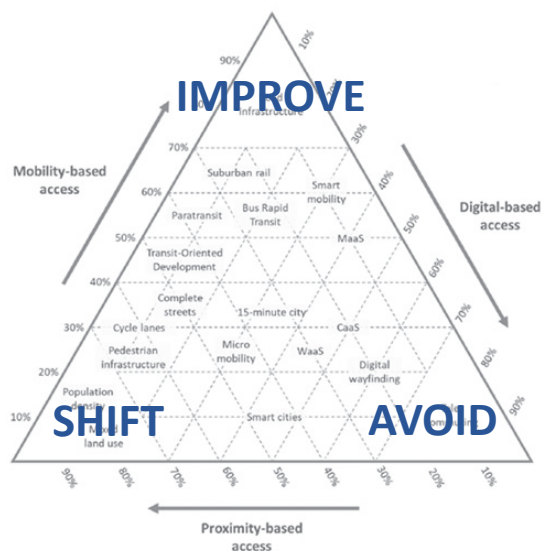 10%
90%
IMPROVE
infrastructure
30%
70%
Mobility-based
access
Suburban rail
Smart
mobility
40%
60%
Bus Rapid
Transit
Paratransit
Digital-based
access
50%
50%
MaaS
Transit-Oriented
Development
60%
40%
Complete
streets
15-minute city
70%
30%
Cycle lanes
CaaS
Pedestrian
infrastructure
Micro
mobility
WaaS
Digital
wayfinding
80%
20%
Population
density
90%
10%
SHIFT
Smart cities
AVOID
land use
90%
80%
70%
60%
50%
40%
30%
20%
10%
Proximity-based
access